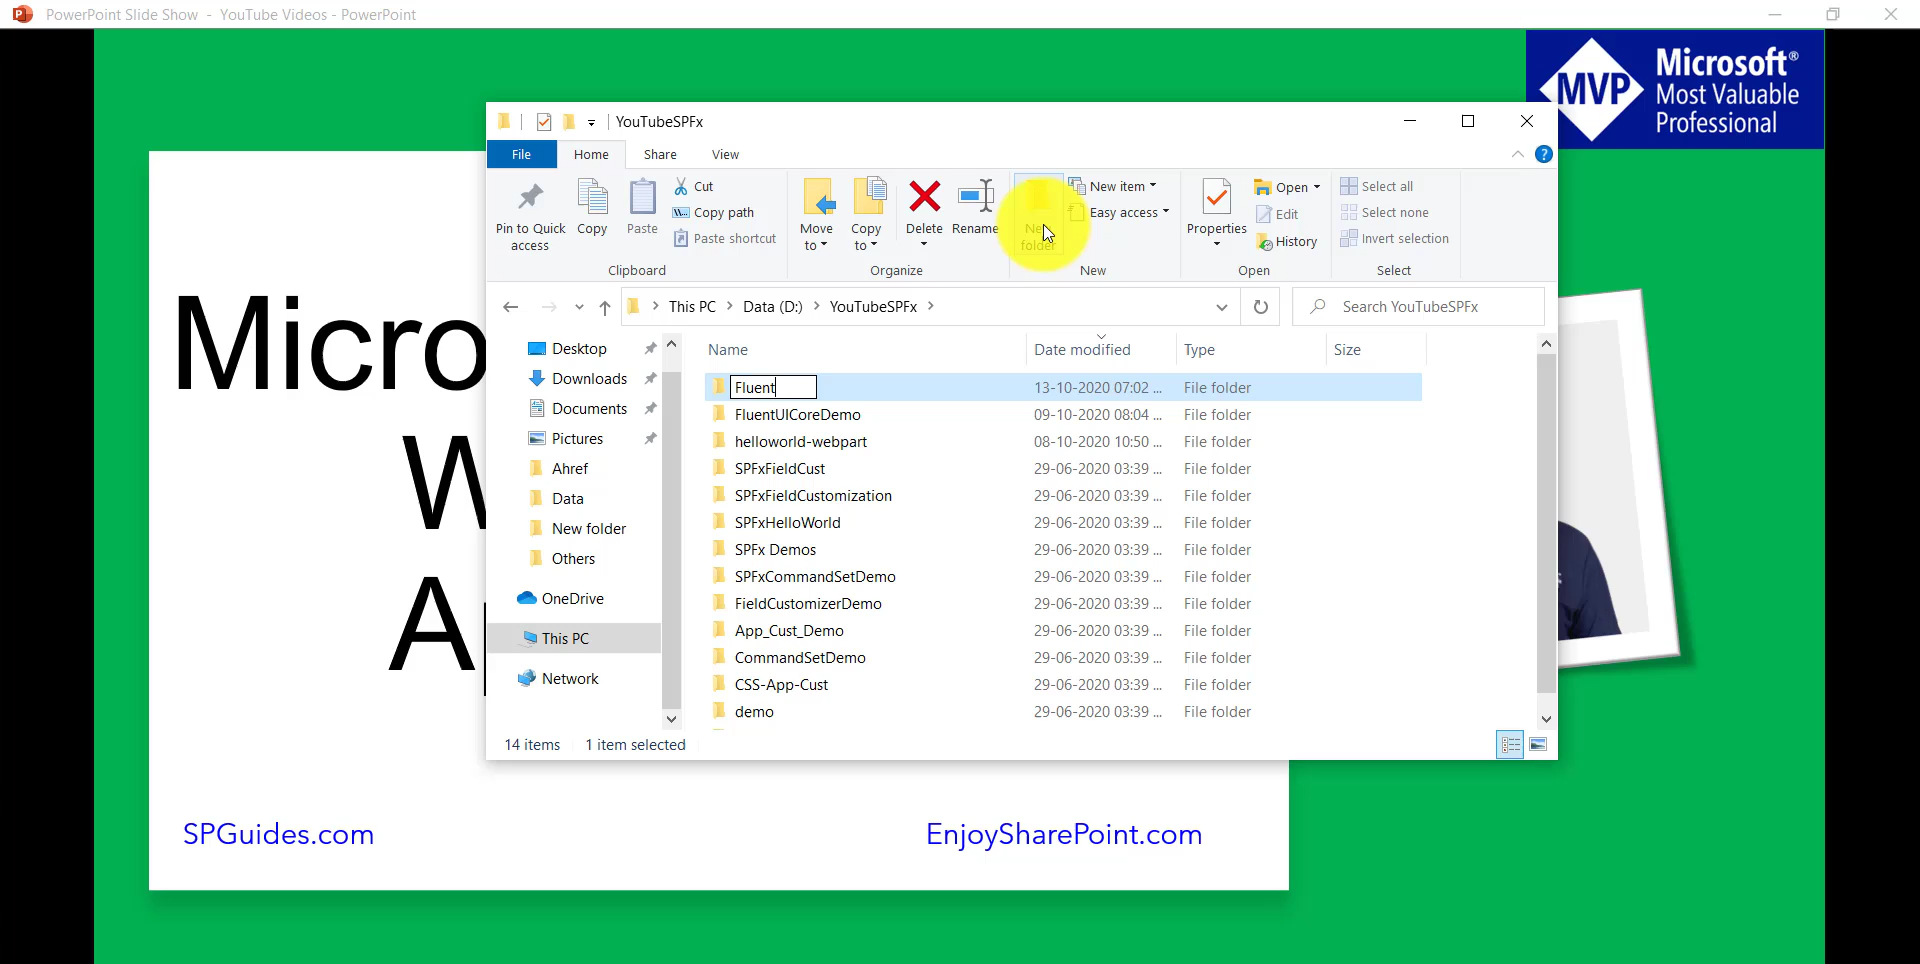 PowerPoint Slide Show - YouTube Videos - PowerPoint
MVP
Microsoft®
Most Valuable
Professional
YouTubeSPFx
File Home Share View
Pin to Quick
access
Copy
Paste
Cut
Copy path
Paste shortcut
Clipboard
Move
to
Copy
to
Delete
Rename
Organize
New
folder
New item
Easy access
New
Properties
Open
Edit
History
Open
Select all
Select none
Invert selection
Select
This PC > Data (D:) > YouTubeSPFx >
Search YouTubeSPFx
Desktop
Downloads
Documents
Pictures
Ahref
Data
New folder
Others
OneDrive
This PC
Network
Name Date modified Type Size
Fluent 13-10-2020 07:02 ... File folder
FluentUICoreDemo 09-10-2020 08:04 ... File folder
helloworld-webpart 08-10-2020 10:50 ... File folder
SPFxFieldCust 29-06-2020 03:39 ... File folder
SPFxFieldCustomization 29-06-2020 03:39 ... File folder
SPFxHelloWorld 29-06-2020 03:39 ... File folder
SPFx Demos 29-06-2020 03:39 ... File folder
SPFxCommandSetDemo 29-06-2020 03:39 ... File folder
FieldCustomizerDemo 29-06-2020 03:39 ... File folder
App_Cust_Demo 29-06-2020 03:39 ... File folder
CommandSetDemo 29-06-2020 03:39 ... File folder
CSS-App-Cust 29-06-2020 03:39 ... File folder
demo 29-06-2020 03:39 ... File folder
14 items 1 item selected
Micro
W
A
SPGuides.com
EnjoySharePoint.com